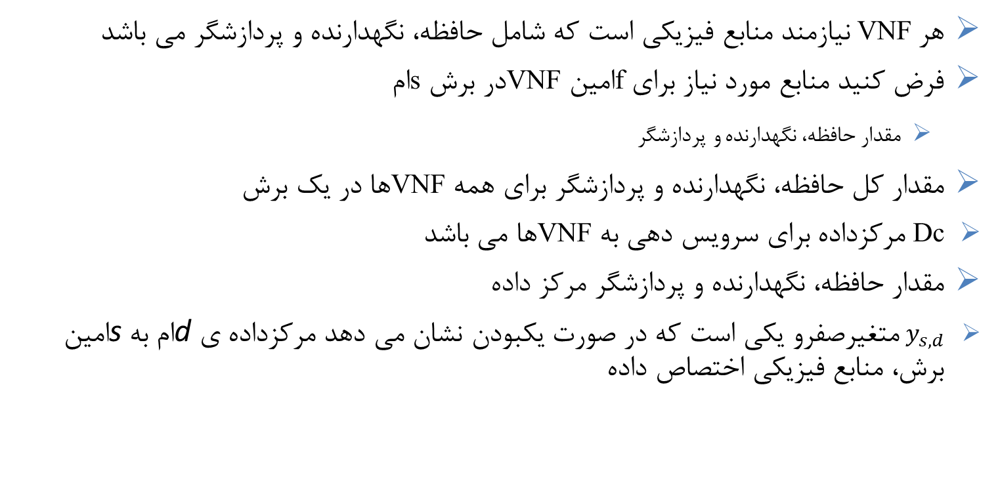 هر VNF نیازمند منابع فیزیکی است که شامل حافظه، نگهدارنده و پردازشگر می باشد
فرض کنید منابع مورد نیاز برای fامین VNFدر برش sام
مقدار حافظه، نگهدارنده و پردازشگر
مقدار کل حافظه، نگهدارنده و پردازشگر برای همه VNFها در یک برش
Dc مرکزداده برای سرویس دهی به VNFها می باشد
مقدار حافظه، نگهدارنده و پردازشگر مرکز داده
y_{s,d} متغیرصفرو یکی است که در صورت یکبودن نشان می دهد مرکزداده ی dام به sامین
برش، منابع فیزیکی اختصاص داده